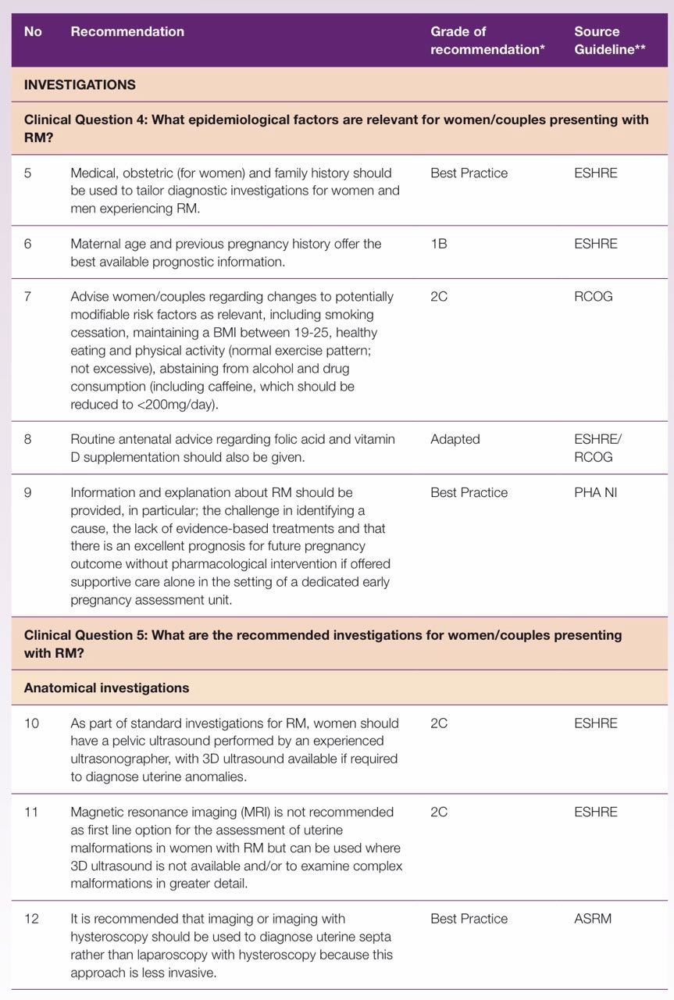 No Recommendation Grade of recommendation* Source Guideline**
INVESTIGATIONS
Clinical Question 4: What epidemiological factors are relevant for women/couples presenting with
RM?
5 Medical, obstetric (for women) and family history should Best Practice ESHRE
be used to tailor diagnostic investigations for women and
men experiencing RM.
6 Maternal age and previous pregnancy history offer the 1B ESHRE
best available prognostic information.
7 Advise women/couples regarding changes to potentially 2C RCOG
modifiable risk factors as relevant, including smoking
cessation, maintaining a BMI between 19-25, healthy
eating and physical activity (normal exercise pattern;
not excessive), abstaining from alcohol and drug
consumption (including caffeine, which should be
reduced to <200mg/day).
8 Routine antenatal advice regarding folic acid and vitamin Adapted ESHRE/
D supplementation should also be given. RCOG
9 Information and explanation about RM should be Best Practice PHA NI
provided, in particular; the challenge in identifying a
cause, the lack of evidence-based treatments and that
there is an excellent prognosis for future pregnancy
outcome without pharmacological intervention if offered
supportive care alone in the setting of a dedicated early
pregnancy assessment unit.
Clinical Question 5: What are the recommended investigations for women/couples presenting
with RM?
Anatomical investigations
10 As part of standard investigations for RM, women should 2C ESHRE
have a pelvic ultrasound performed by an experienced
ultrasonographer, with 3D ultrasound available if required
to diagnose uterine anomalies.
11 Magnetic resonance imaging (MRI) is not recommended 2C ESHRE
as first line option for the assessment of uterine
malformations in women with RM but can be used where
3D ultrasound is not available and/or to examine complex
malformations in greater detail.
12 It is recommended that imaging or imaging with Best Practice ASRM
hysteroscopy should be used to diagnose uterine septa
rather than laparoscopy with hysteroscopy because this
approach is less invasive.